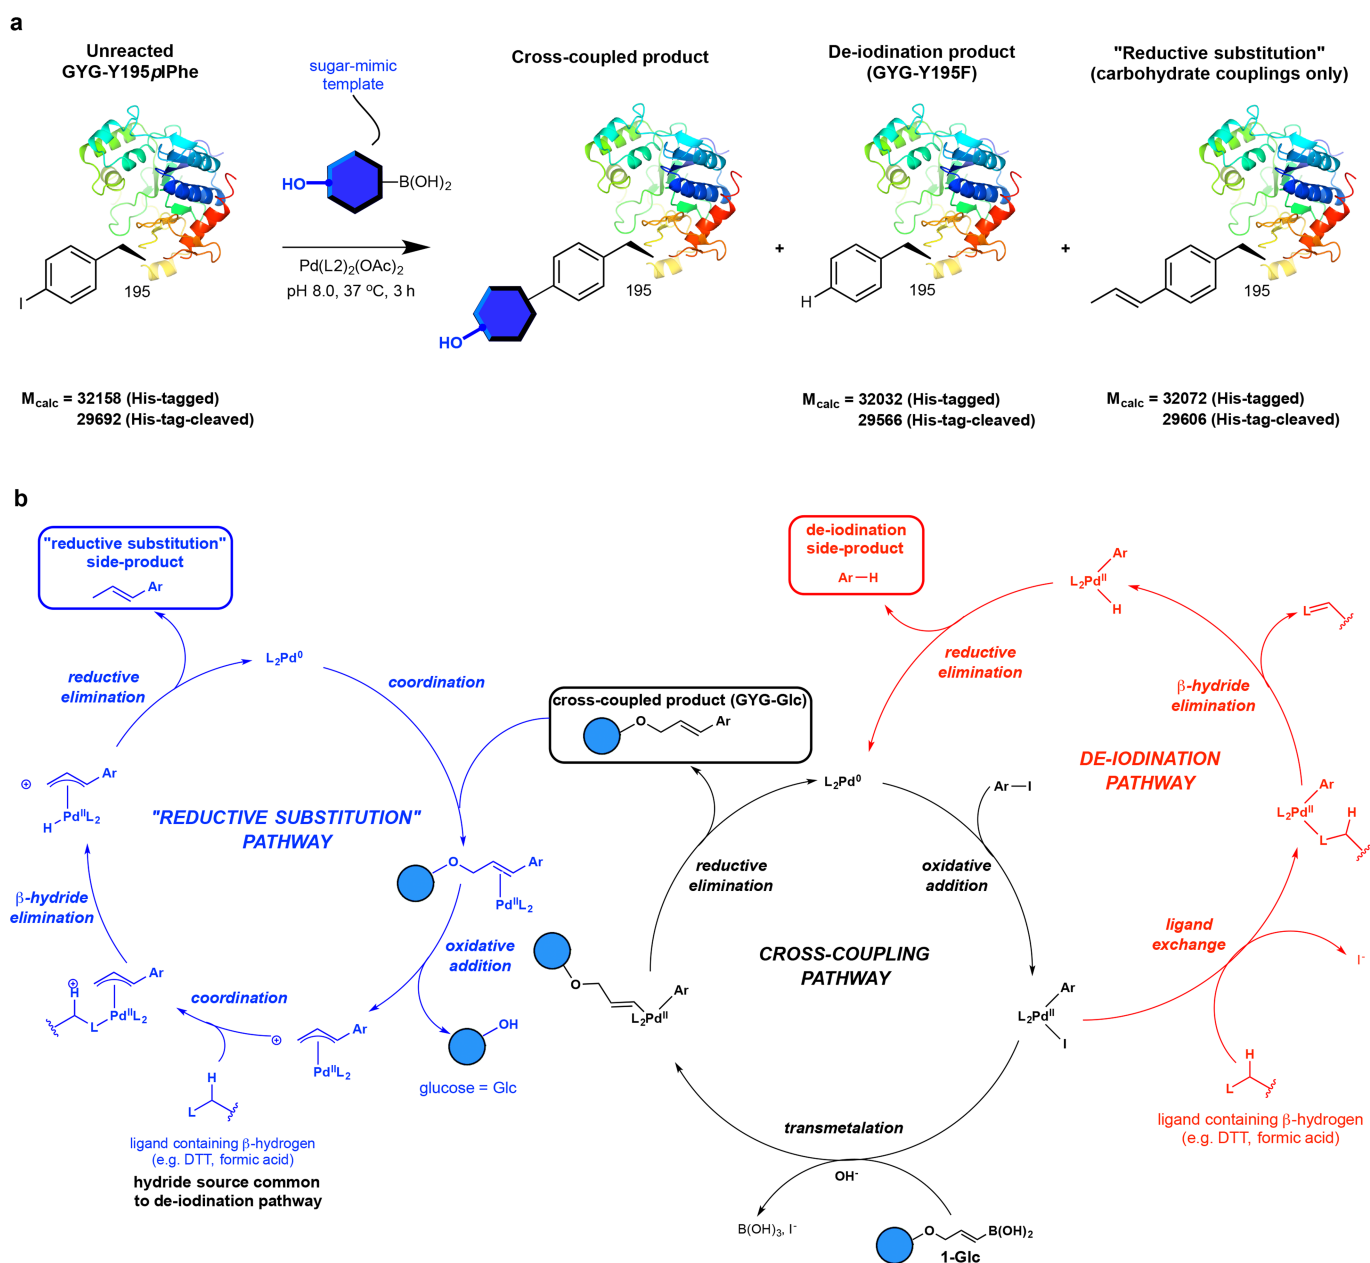 a
Unreacted
GYG-Y195pIPhe
sugar-mimic
template
HO
B(OH)2
Pd(L2)2(OAc)2
pH 8.0, 37 ºC, 3 h
I
195
Cross-coupled product
HO
195
+
De-iodination product
(GYG-Y195F)
H
195
+
"Reductive substitution"
(carbohydrate couplings only)
195
Mcalc = 32158 (His-tagged)
29692 (His-tag-cleaved)
Mcalc = 32032 (His-tagged)
29566 (His-tag-cleaved)
Mcalc = 32072 (His-tagged)
29606 (His-tag-cleaved)
b
"reductive substitution"
side-product
Ar
reductive
elimination
L2Pd0
coordination
"REDUCTIVE SUBSTITUTION"
PATHWAY
⊕
Ar
H
PdIIL2
β-hydride
elimination
O
Ar
PdIIL2
oxidative
addition
OH
glucose = Glc
⊕
Ar
PdIIL2
coordination
⊕
H
Ar
L
PdIIL2
H
L
ligand containing β-hydrogen
(e.g. DTT, formic acid)
hydride source common
to de-iodination pathway
cross-coupled product (GYG-Glc)
O
Ar
L2Pd0
Ar—I
reductive
elimination
oxidative
addition
CROSS-COUPLING
PATHWAY
O
Ar
L2PdII
Ar
L2PdII
I
transmetalation
OH-
B(OH)3, I-
O
B(OH)2
1-Glc
de-iodination
side-product
Ar—H
Ar
L2PdII
H
reductive
elimination
L
β-hydride
elimination
DE-IODINATION
PATHWAY
Ar
L2PdII
H
L
ligand
exchange
I-
H
L
ligand containing β-hydrogen
(e.g. DTT, formic acid)